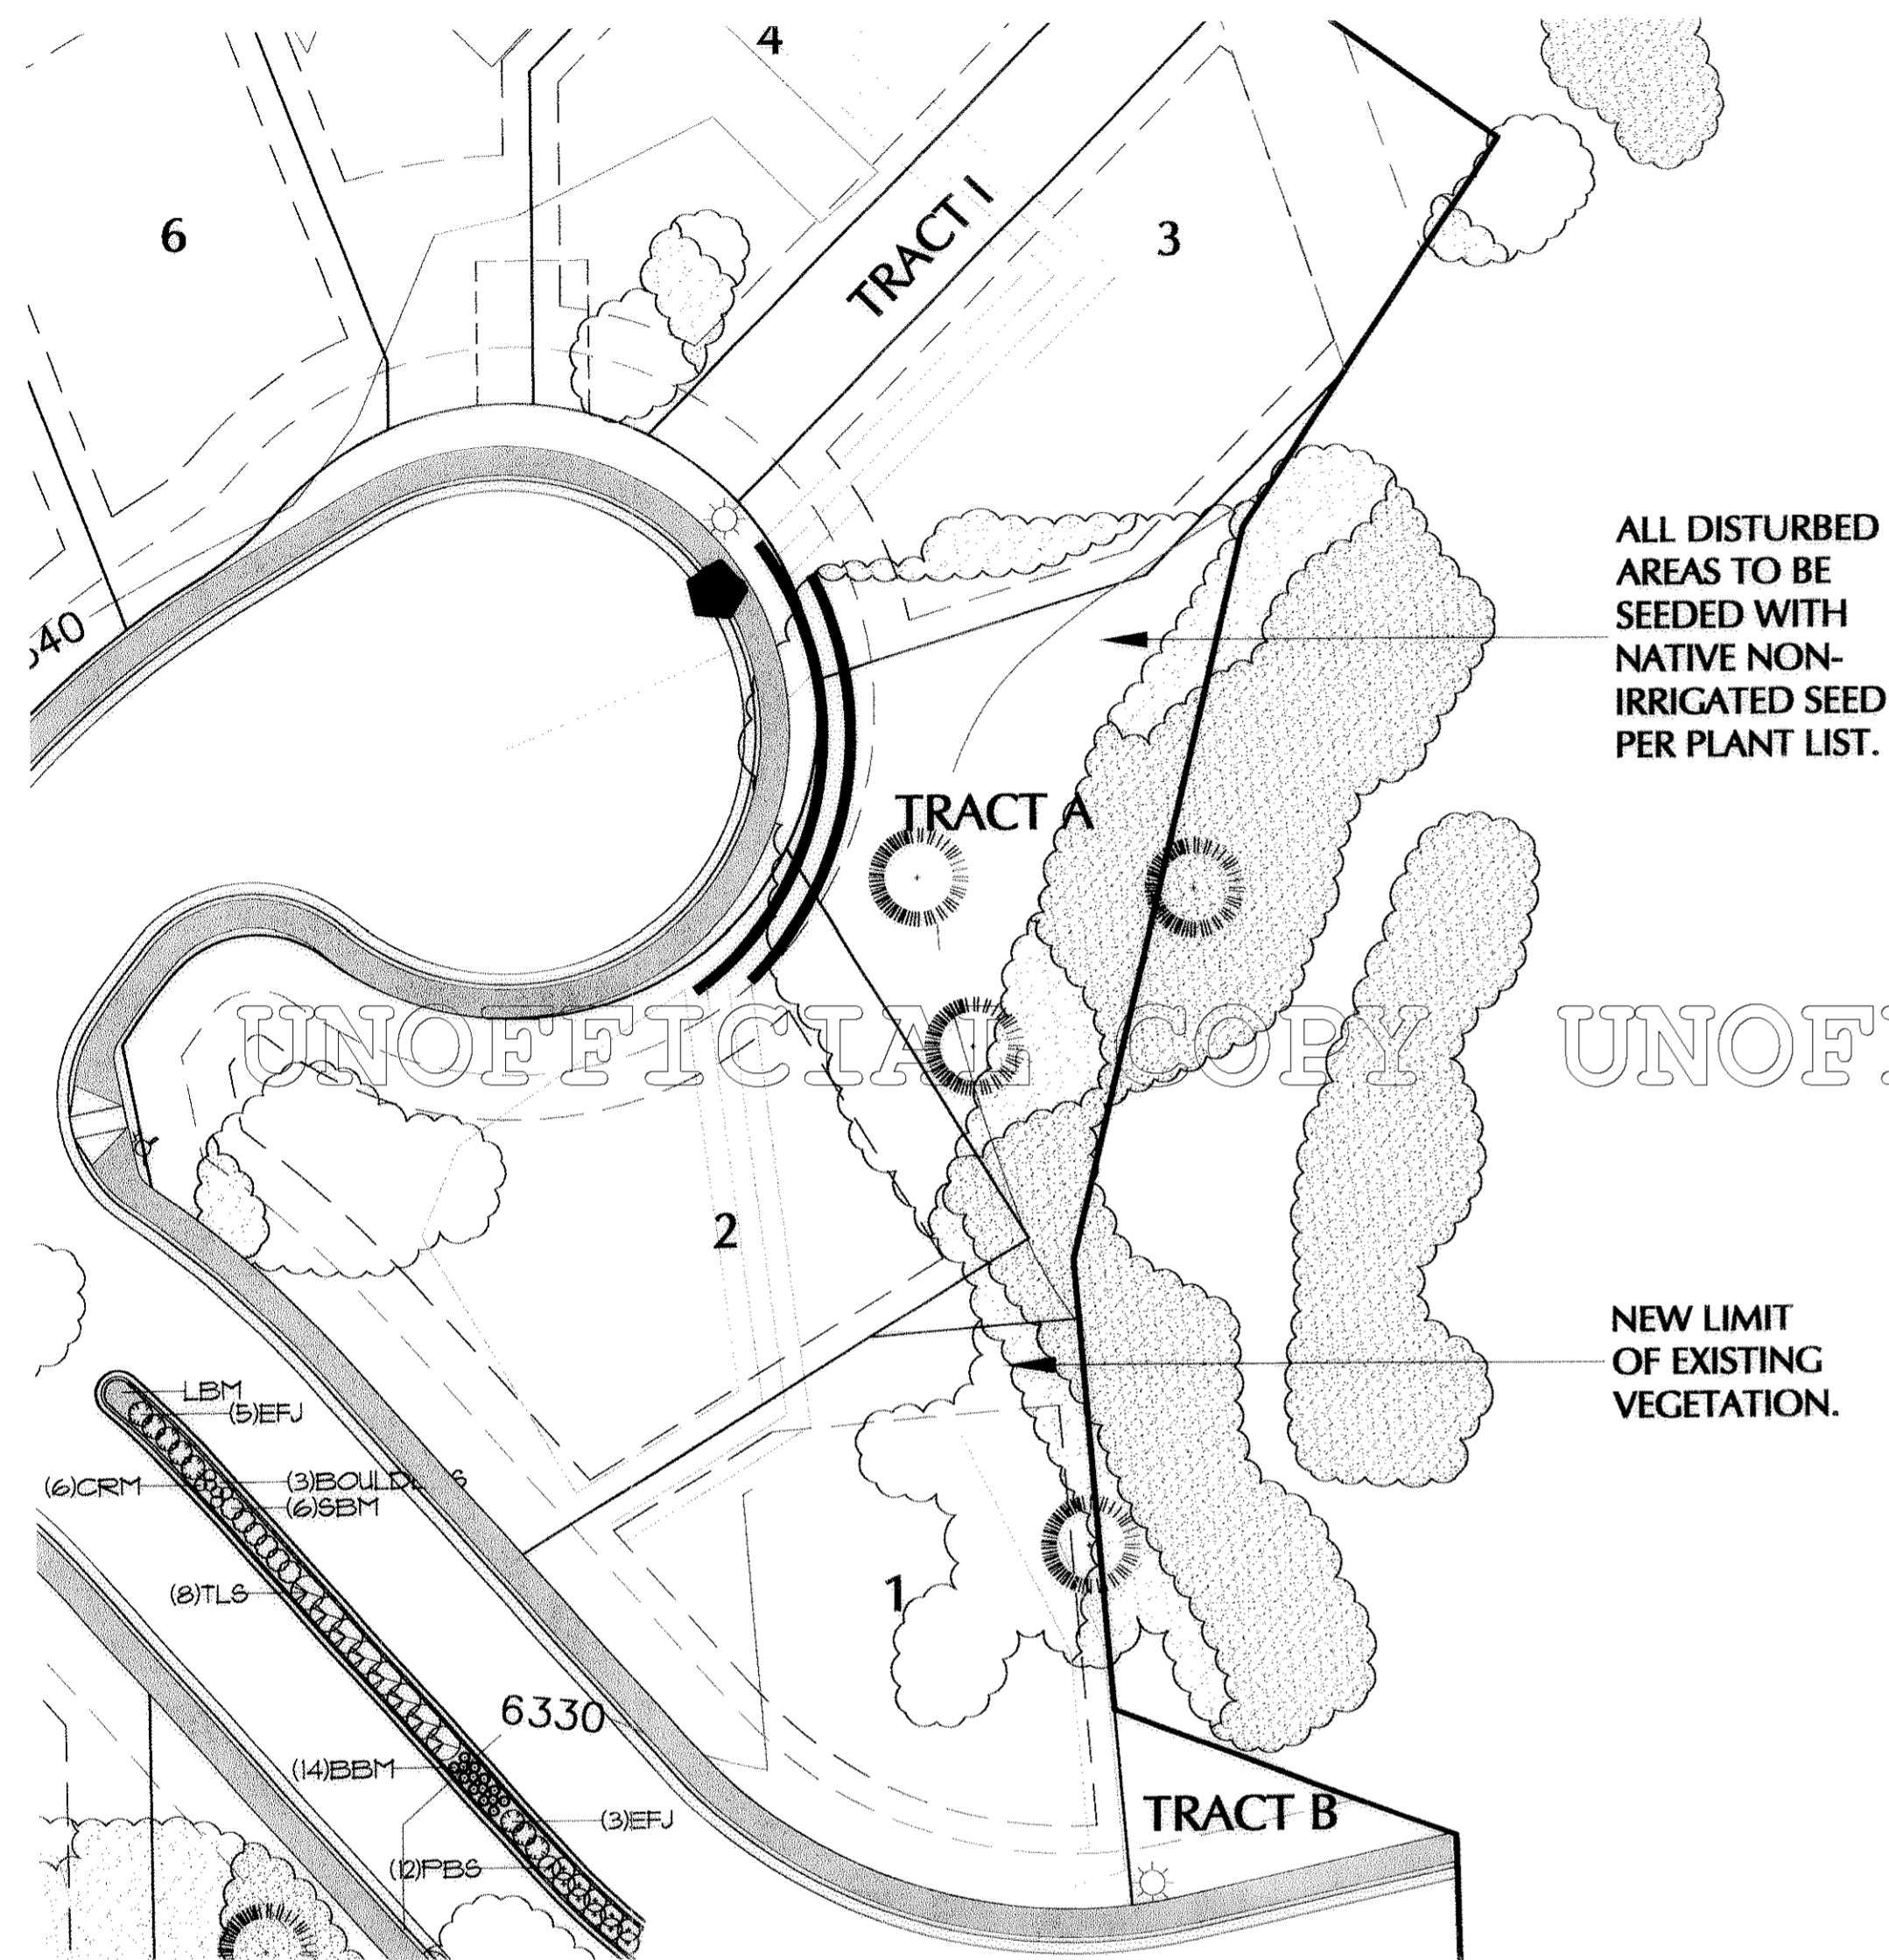 4
6
3
TRACT I
ALL DISTURBED
AREAS TO BE
SEEDED WITH
NATIVE NON-
IRRIGATED SEED
PER PLANT LIST.
TRACT A
UNOFFICIAL COPY
2
NEW LIMIT
OF EXISTING
VEGETATION.
LBM
(5)EFJ
(6)CRM
(6)SBM
(8)TLS
1
6330
(14)BBM
(3)EFJ
TRACT B
(12)PBS